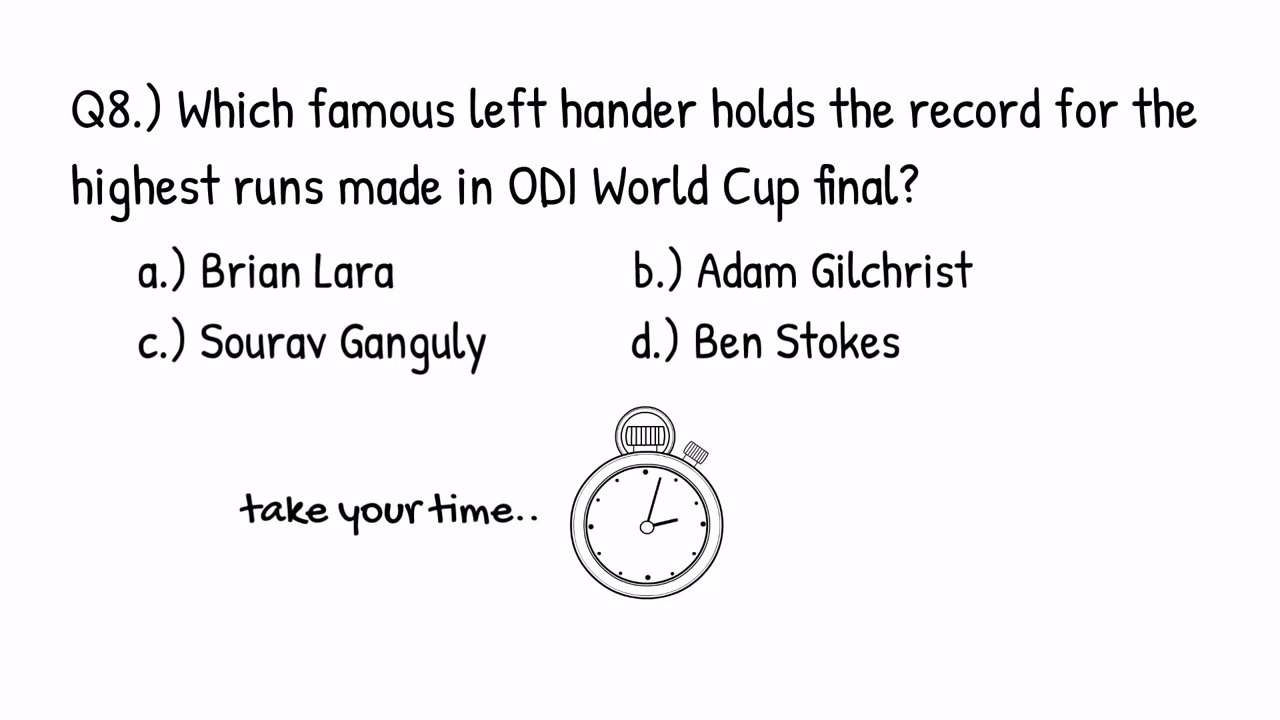 Q8.) Which famous left hander holds the record for the
highest runs made in ODI World Cup final?
a.) Brian Lara b.) Adam Gilchrist
c.) Sourav Ganguly d.) Ben Stokes
take your time..